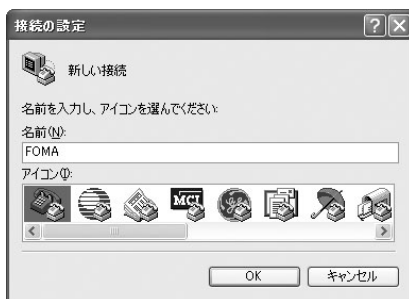 接続の設定
新しい接続
名前を入力し、アイコンを選んでください:
名前(N):
FOMA
アイコン(I):
MCI
OK
キャンセル